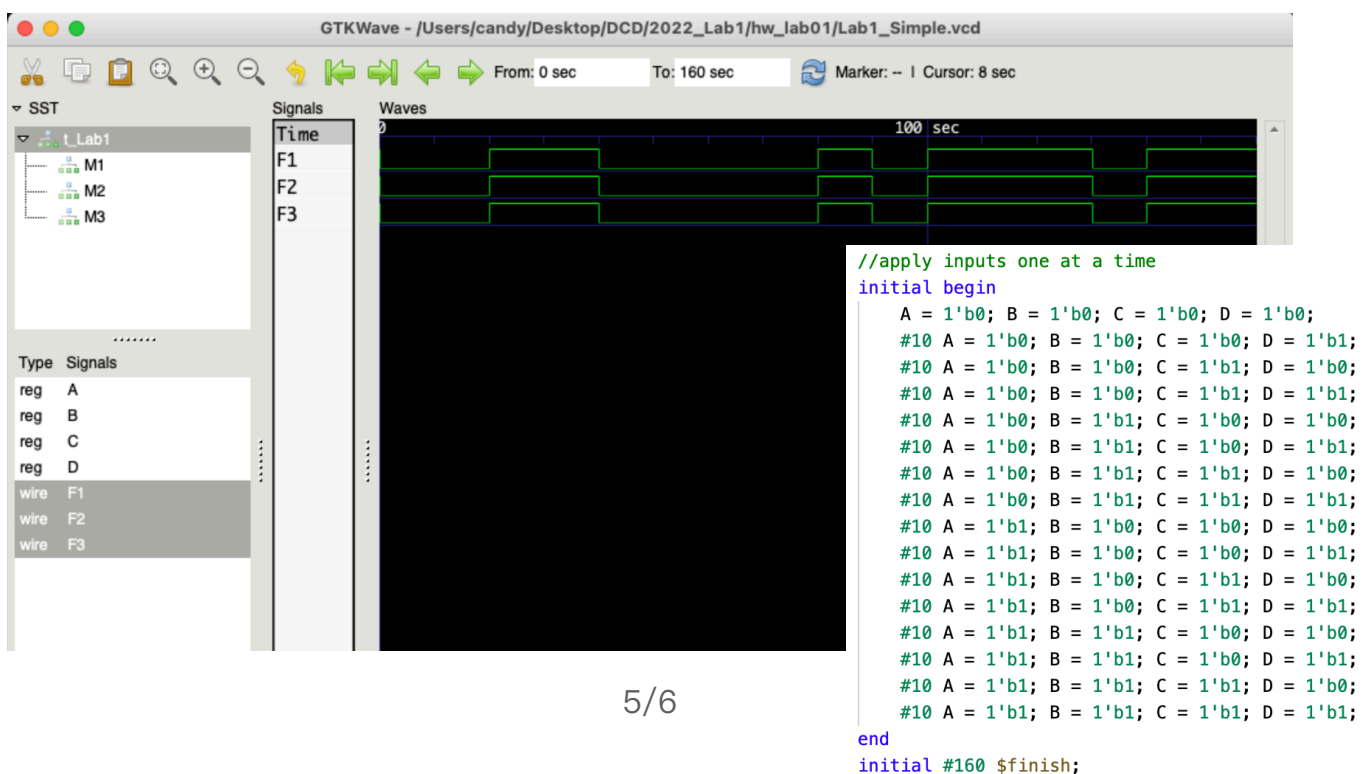 GTKWave - /Users/candy/Desktop/DCD/2022_Lab1/hw_lab01/Lab1_Simple.vcd
From: 0 sec To: 160 sec Marker: -- | Cursor: 8 sec
SST
t_Lab1
M1
M2
M3
Type Signals
reg A
reg B
reg C
reg D
wire F1
wire F2
wire F3
Signals
Time
F1
F2
F3
Waves
0 100 sec
//apply inputs one at a time
initial begin
A = 1'b0; B = 1'b0; C = 1'b0; D = 1'b0;
#10 A = 1'b0; B = 1'b0; C = 1'b0; D = 1'b1;
#10 A = 1'b0; B = 1'b0; C = 1'b1; D = 1'b0;
#10 A = 1'b0; B = 1'b0; C = 1'b1; D = 1'b1;
#10 A = 1'b0; B = 1'b1; C = 1'b0; D = 1'b0;
#10 A = 1'b0; B = 1'b1; C = 1'b0; D = 1'b1;
#10 A = 1'b0; B = 1'b1; C = 1'b1; D = 1'b0;
#10 A = 1'b0; B = 1'b1; C = 1'b1; D = 1'b1;
#10 A = 1'b1; B = 1'b0; C = 1'b0; D = 1'b0;
#10 A = 1'b1; B = 1'b0; C = 1'b0; D = 1'b1;
#10 A = 1'b1; B = 1'b0; C = 1'b1; D = 1'b0;
#10 A = 1'b1; B = 1'b0; C = 1'b1; D = 1'b1;
#10 A = 1'b1; B = 1'b1; C = 1'b0; D = 1'b0;
#10 A = 1'b1; B = 1'b1; C = 1'b0; D = 1'b1;
#10 A = 1'b1; B = 1'b1; C = 1'b1; D = 1'b0;
#10 A = 1'b1; B = 1'b1; C = 1'b1; D = 1'b1;
end
initial #160 $finish;
5/6